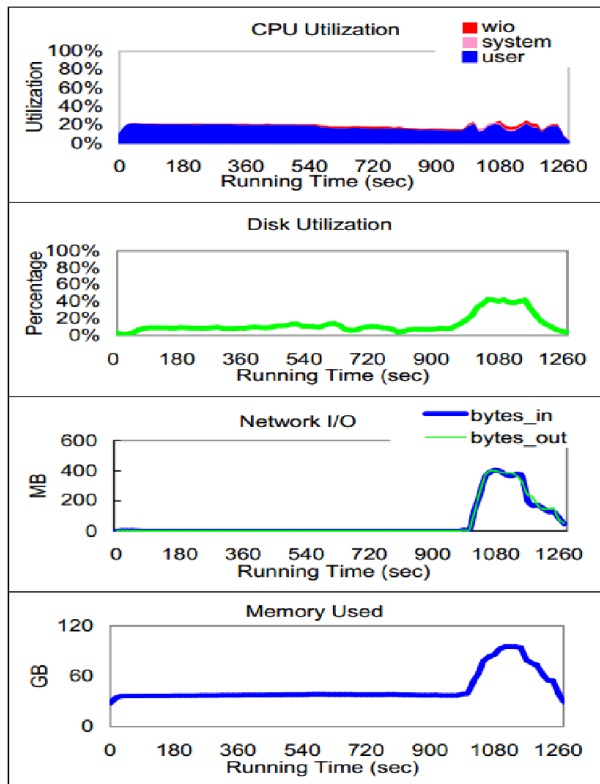 CPU Utilization
wio
system
user
Utilization
100%
80%
60%
40%
20%
0%
0 180 360 540 720 900 1080 1260
Running Time (sec)
Disk Utilization
Percentage
100%
80%
60%
40%
20%
0%
0 180 360 540 720 900 1080 1260
Running Time (sec)
Network I/O
bytes_in
bytes_out
MB
600
400
200
0
0 180 360 540 720 900 1080 1260
Running Time (sec)
Memory Used
GB
120
60
0
0 180 360 540 720 900 1080 1260
Running Time (sec)